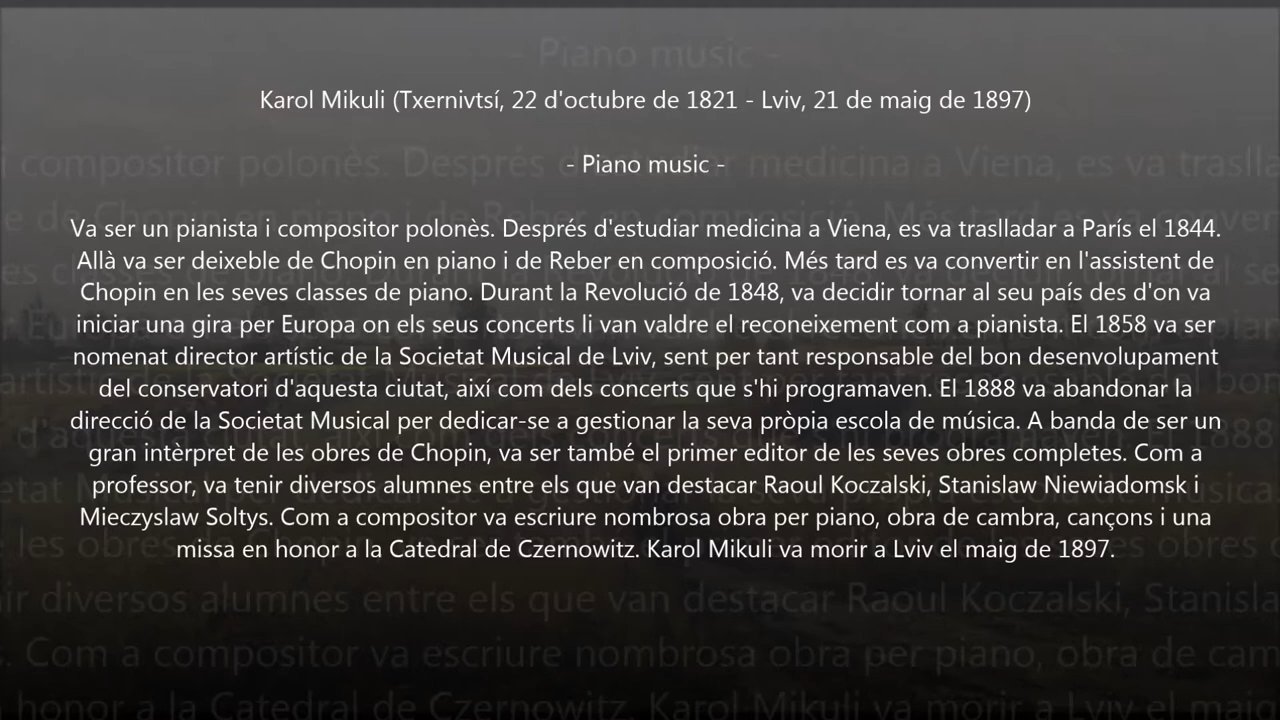 Karol Mikuli (Txernivtsí, 22 d'octubre de 1821 - Lviv, 21 de maig de 1897)
- Piano music -
Va ser un pianista i compositor polonès. Després d'estudiar medicina a Viena, es va traslladar a París el 1844.
Allà va ser deixeble de Chopin en piano i de Reber en composició. Més tard es va convertir en l'assistent de
Chopin en les seves classes de piano. Durant la Revolució de 1848, va decidir tornar al seu país des d'on va
iniciar una gira per Europa on els seus concerts li van valdre el reconeixement com a pianista. El 1858 va ser
nomenat director artístic de la Societat Musical de Lviv, sent per tant responsable del bon desenvolupament
del conservatori d'aquesta ciutat, així com dels concerts que s'hi programaven. El 1888 va abandonar la
direcció de la Societat Musical per dedicar-se a gestionar la seva pròpia escola de música. A banda de ser un
gran intèrpret de les obres de Chopin, va ser també el primer editor de les seves obres completes. Com a
professor, va tenir diversos alumnes entre els que van destacar Raoul Koczalski, Stanislaw Niewiadomsk i
Mieczyslaw Soltys. Com a compositor va escriure nombrosa obra per piano, obra de cambra, cançons i una
missa en honor a la Catedral de Czernowitz. Karol Mikuli va morir a Lviv el maig de 1897.